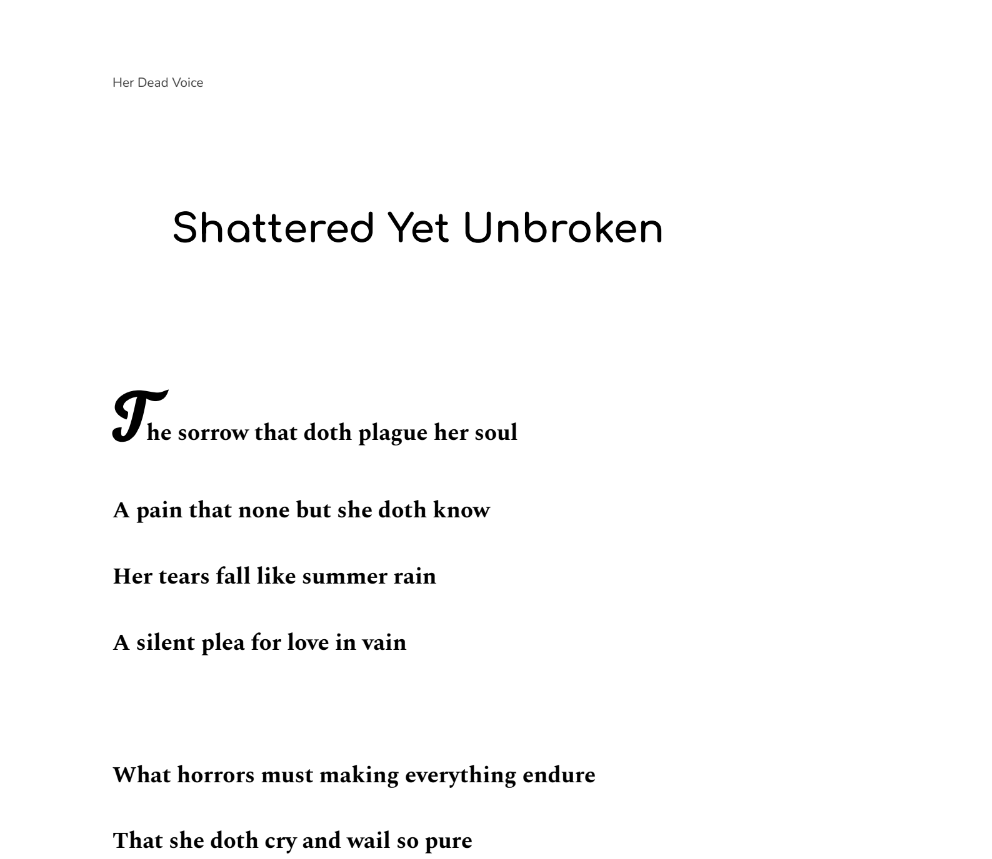 Her Dead Voice
Shattered Yet Unbroken
The sorrow that doth plague her soul
A pain that none but she doth know
Her tears fall like summer rain
A silent plea for love in vain
What horrors must making everything endure
That she doth cry and wail so pure